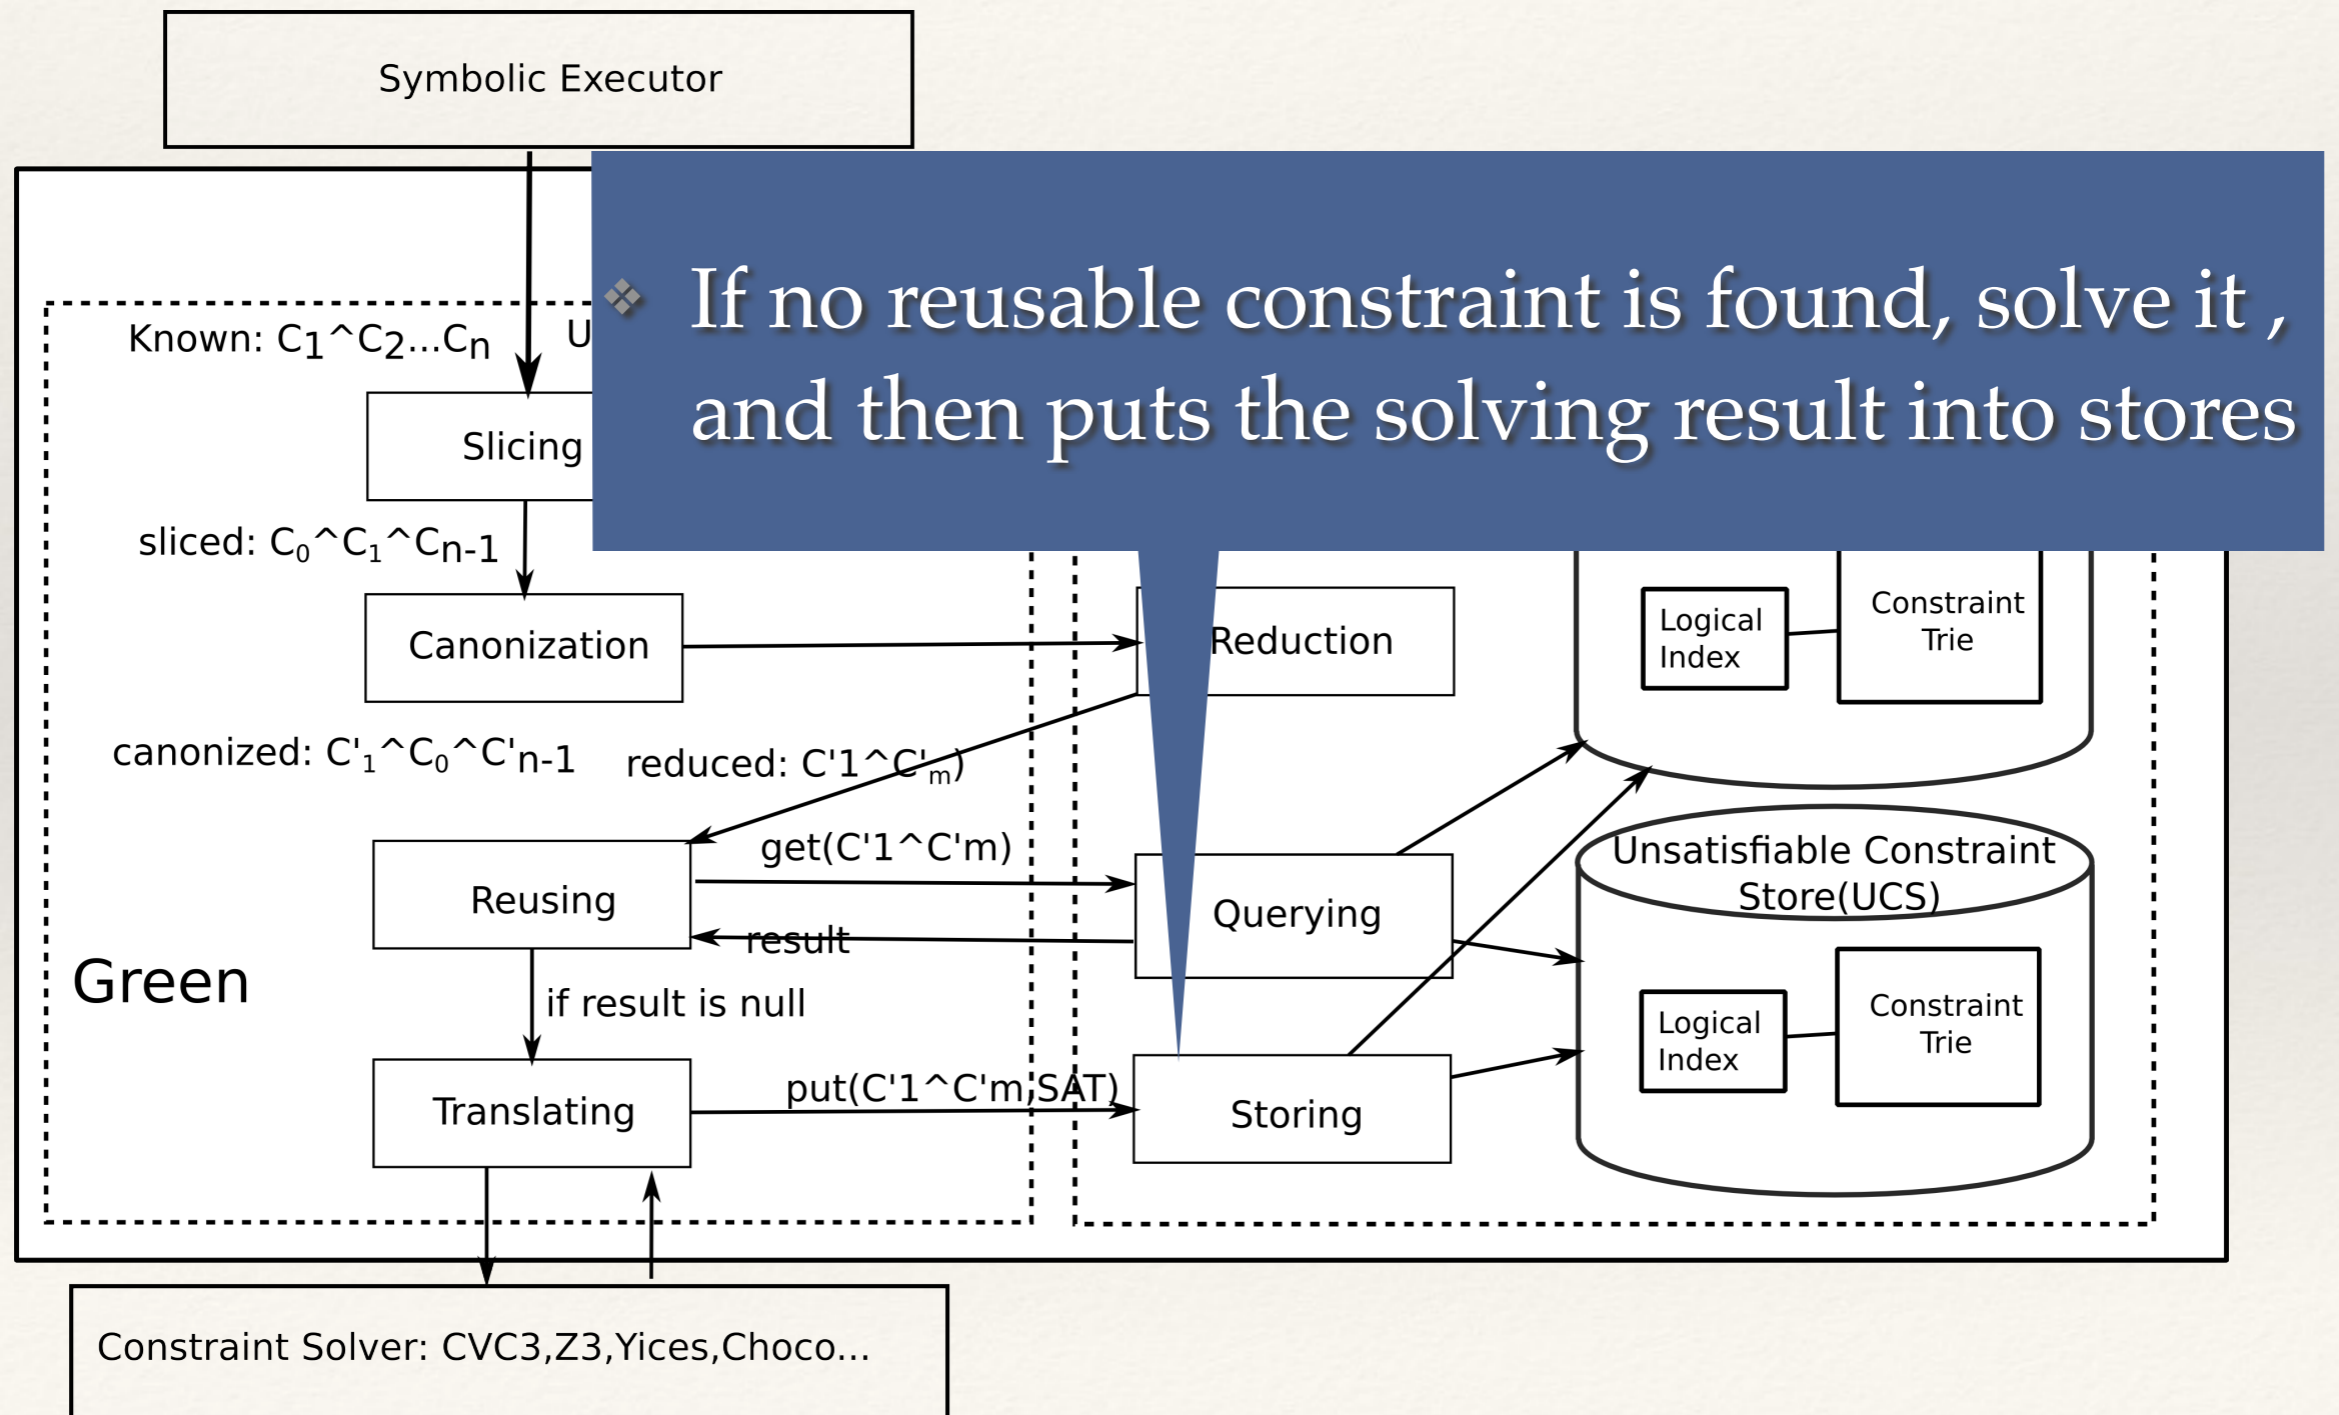 Symbolic Executor
If no reusable constraint is found, solve it ,
and then puts the solving result into stores
Known: C1^C2...Cn
U
Slicing
sliced: C0^C1^Cn-1
Canonization
Reduction
Logical
Index
Constraint
Trie
canonized: C'1^C0^C'n-1
reduced: C'1^C'm)
get(C'1^C'm)
Reusing
Querying
result
Unsatisfiable Constraint
Store(UCS)
Green
if result is null
Logical
Index
Constraint
Trie
Translating
put(C'1^C'm,SAT)
Storing
Constraint Solver: CVC3,Z3,Yices,Choco...